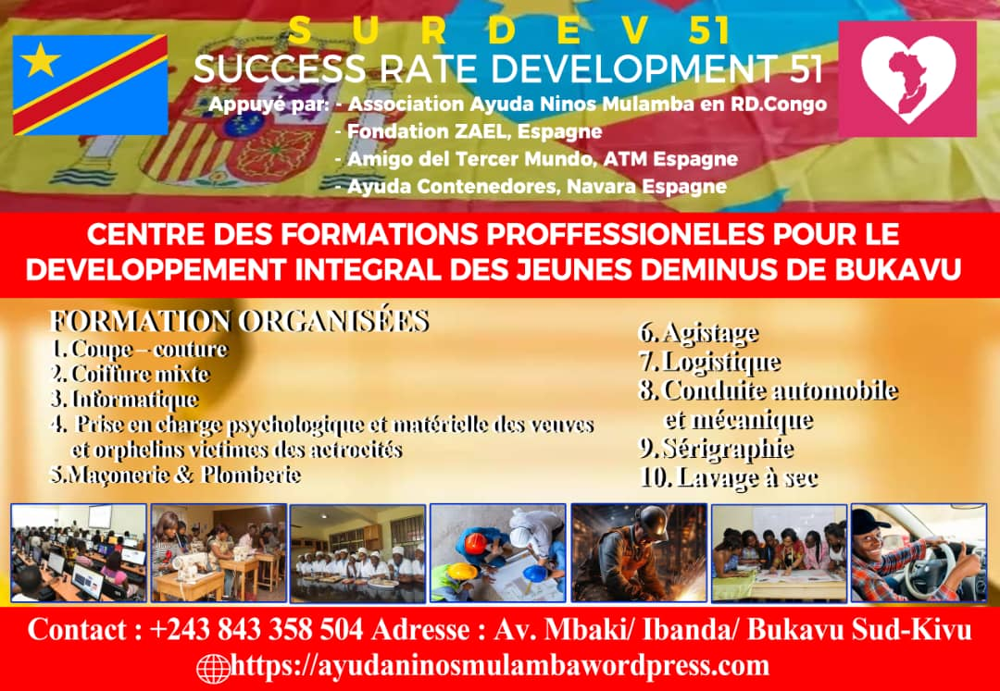 S U R D E V 51
SUCCESS RATE DEVELOPMENT 51
Appuyé par: - Association Ayuda Ninos Mulamba en RD.Congo
- Fondation ZAEL, Espagne
- Amigo del Tercer Mundo, ATM Espagne
- Ayuda Contenedores, Navara Espagne
CENTRE DES FORMATIONS PROFFESSIONELES POUR LE
DEVELOPPEMENT INTEGRAL DES JEUNES DEMINUS DE BUKAVU
FORMATION ORGANISÉES
1. Coupe – couture
2. Coiffure mixte
3. Informatique
4. Prise en charge psychologique et matérielle des veuves
et orphelins victimes des actrocités
5.Maçonerie & Plomberie
6. Agistage
7. Logistique
8. Conduite automobile
et mécanique
9. Sérigraphie
10. Lavage à sec
Contact : +243 843 358 504 Adresse : Av. Mbaki/ Ibanda/ Bukavu Sud-Kivu
https://ayudaninosmulambawordpress.com